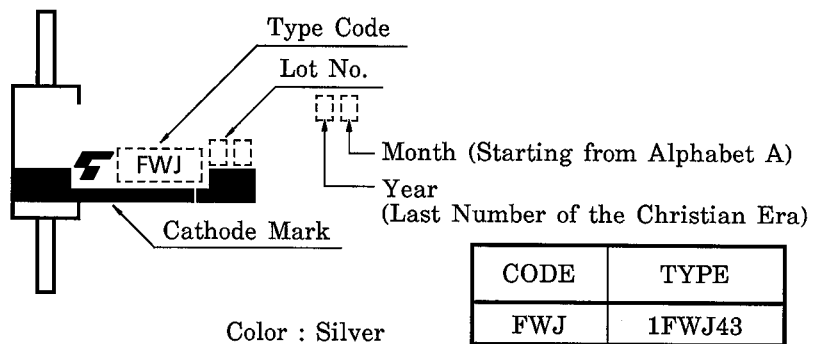 Type Code
Lot No.
FWJ
Month (Starting from Alphabet A)
Year
(Last Number of the Christian Era)
Cathode Mark
CODE TYPE
FWJ 1FWJ43
Color : Silver